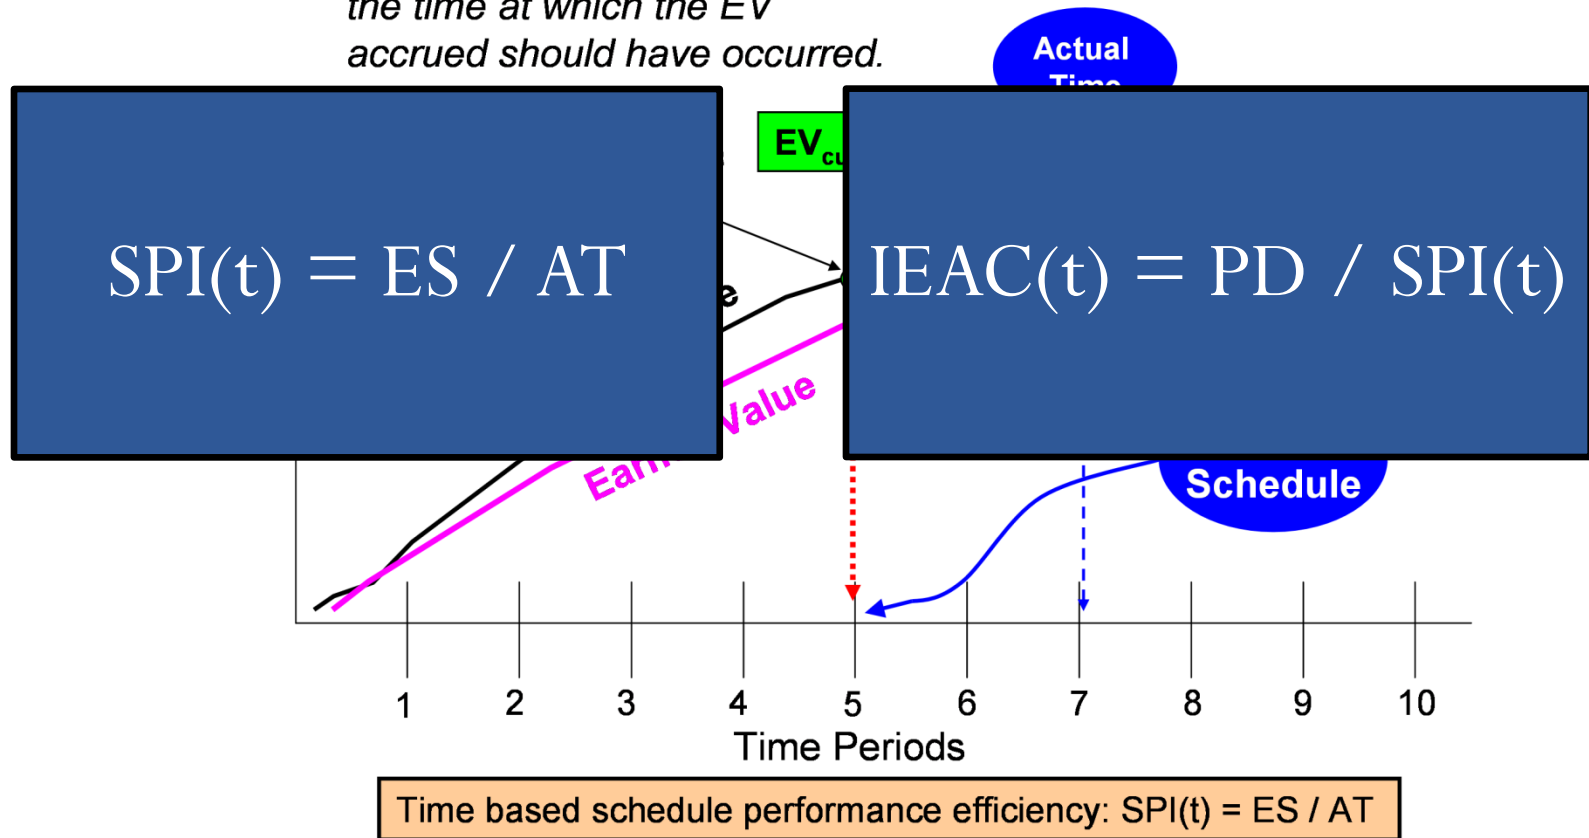 the time at which the EV
accrued should have occurred.
Actual
Time
EV
SPI(t) = ES / AT
IEAC(t) = PD / SPI(t)
Value
Schedule
1 2 3 4 5 6 7 8 9 10
Time Periods
Time based schedule performance efficiency: SPI(t) = ES / AT